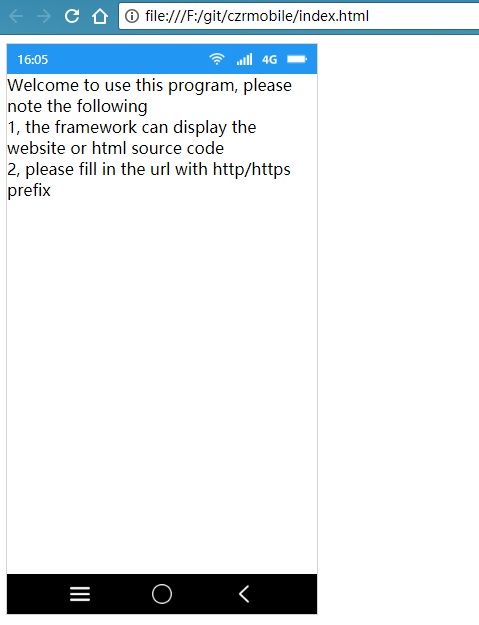 file:///F:/git/czrmobile/index.html
16:05 4G
Welcome to use this program, please
note the following
1, the framework can display the
website or html source code
2, please fill in the url with http/https
prefix